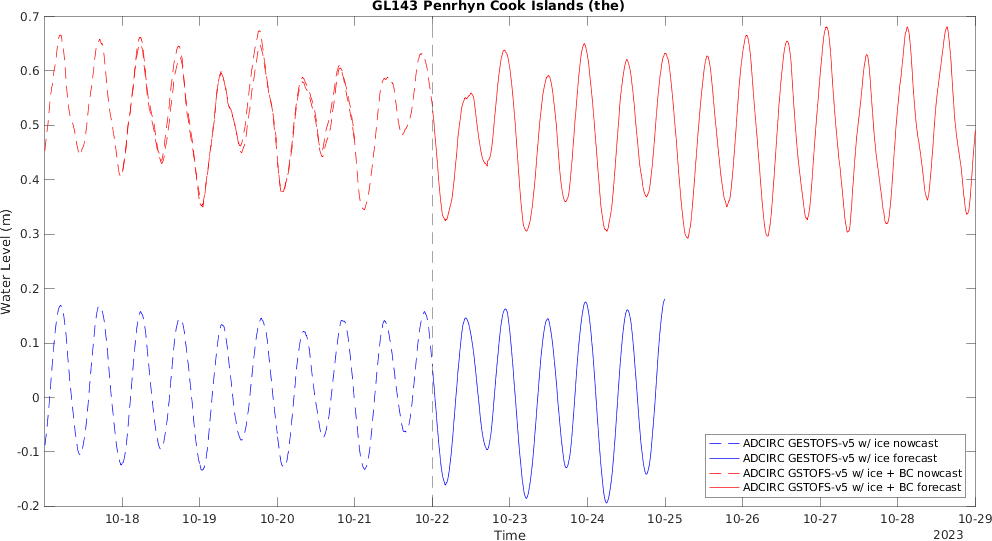 GL143 Penrhyn Cook Islands (the)
0.7
0.6
0.5
0.4
0.3
0.2
0.1
0
-0.1
-0.2
Water Level (m)
10-18 10-19 10-20 10-21 10-22 10-23 10-24 10-25 10-26 10-27 10-28 10-29
Time
2023
ADCIRC GESTOFS-v5 w/ ice nowcast
ADCIRC GESTOFS-v5 w/ ice forecast
ADCIRC GSTOFS-v5 w/ ice + BC nowcast
ADCIRC GSTOFS-v5 w/ ice + BC forecast